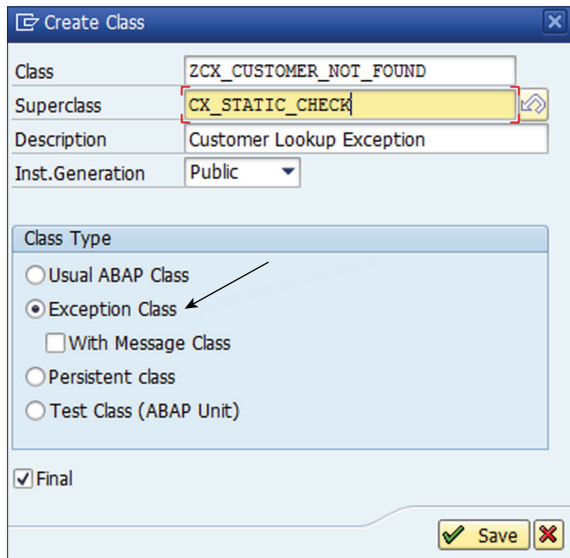 Create Class
Class ZCX_CUSTOMER_NOT_FOUND
Superclass CX_STATIC_CHECK
Description Customer Lookup Exception
Inst.Generation Public
Class Type
Usual ABAP Class
Exception Class
With Message Class
Persistent class
Test Class (ABAP Unit)
Final
Save